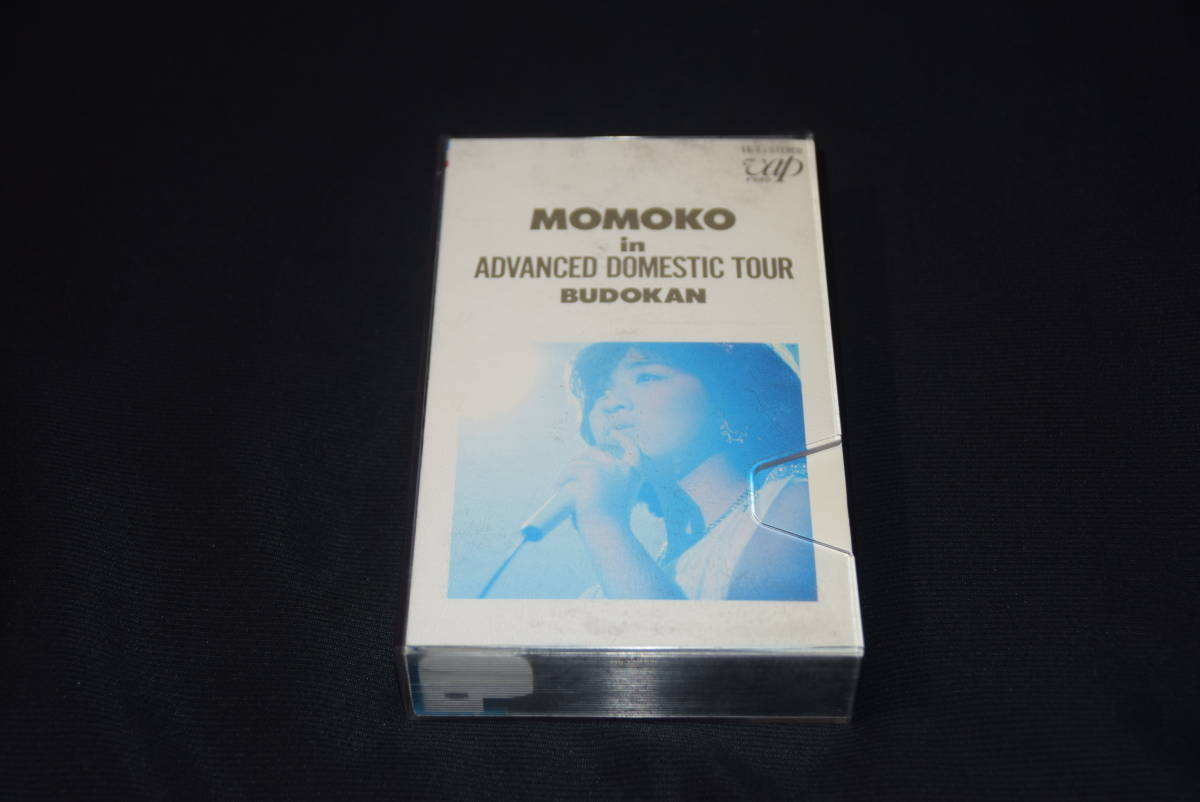 vap
MOMOKO
in
ADVANCED DOMESTIC TOUR
BUDOKAN